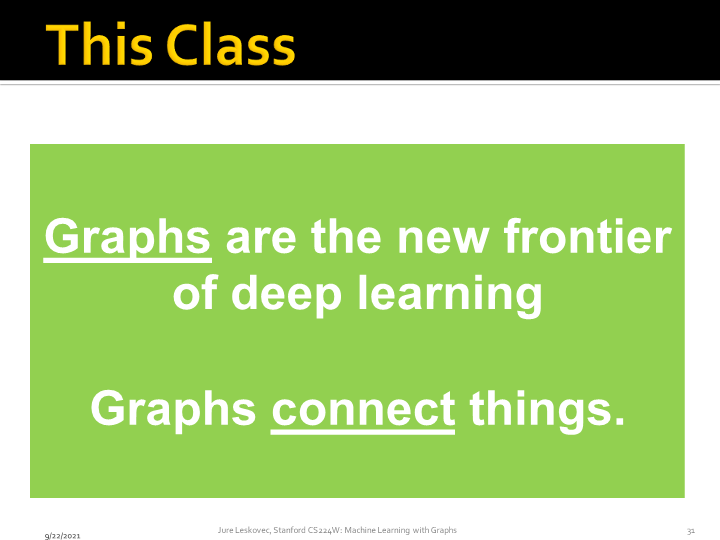 This Class
Graphs are the new frontier
of deep learning
Graphs connect things.
9/22/2021
Jure Leskovec, Stanford CS224W: Machine Learning with Graphs
31